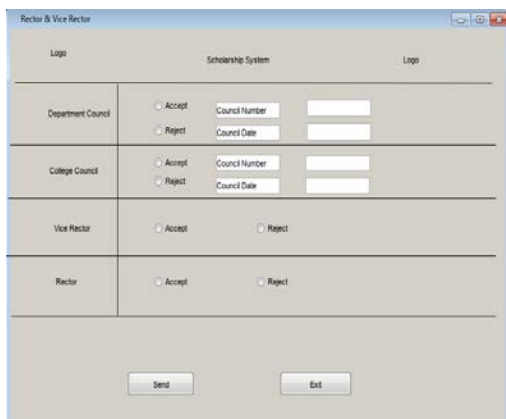 Rector & Vice Rector
Logo
Scholarship System
Logo
Department Council
Accept
Council Number
Reject
Council Date
College Council
Accept
Council Number
Reject
Council Date
Vice Rector
Accept
Reject
Rector
Accept
Reject
Send
Exit